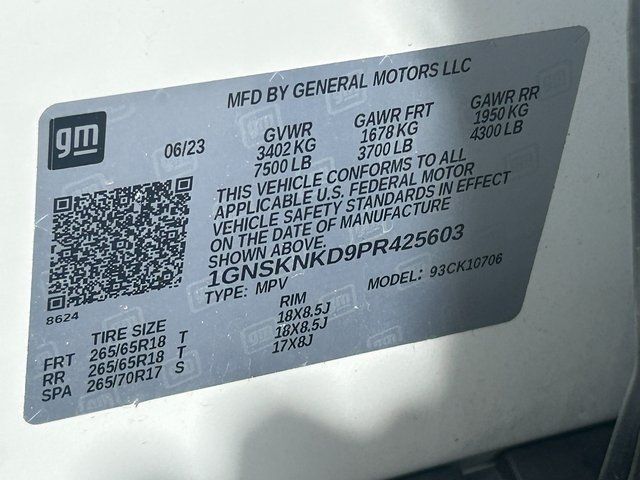 MFD BY GENERAL MOTORS LLC
gm
06/23
GVWR
3402 KG
7500 LB
GAWR FRT
1678 KG
3700 LB
GAWR RR
1950 KG
4300 LB
THIS VEHICLE CONFORMS TO ALL
APPLICABLE U.S. FEDERAL MOTOR
VEHICLE SAFETY STANDARDS IN EFFECT
ON THE DATE OF MANUFACTURE
SHOWN ABOVE.
1GNSKNKD9PR425603
TYPE: MPV MODEL: 93CK10706
8624
TIRE SIZE RIM
FRT 265/65R18 T 18X8.5J
RR 265/65R18 T 18X8.5J
SPA 265/70R17 S 17X8J